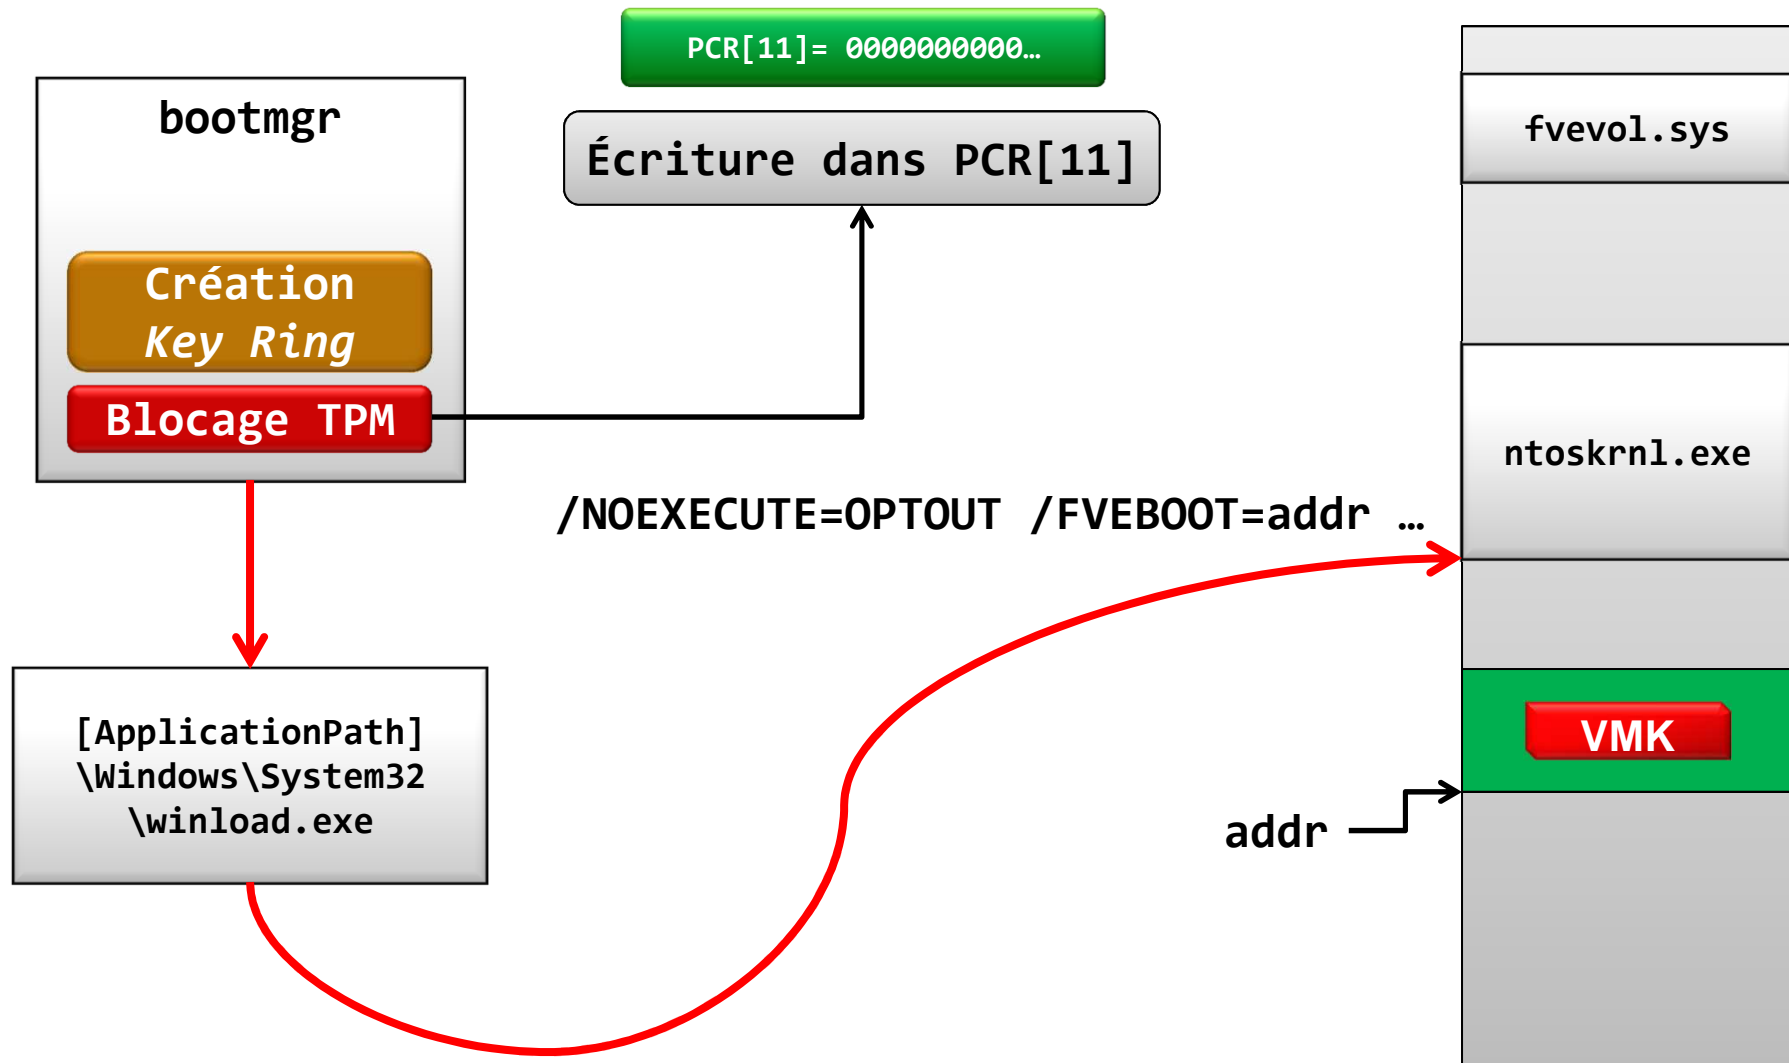 PCR[11]= 0000000000…
bootmgr
Écriture dans PCR[11]
fvevol.sys
Création
Key Ring
Blocage TPM
ntoskrnl.exe
/NOEXECUTE=OPTOUT /FVEBOOT=addr …
[ApplicationPath]
\Windows\System32
\winload.exe
VMK
addr